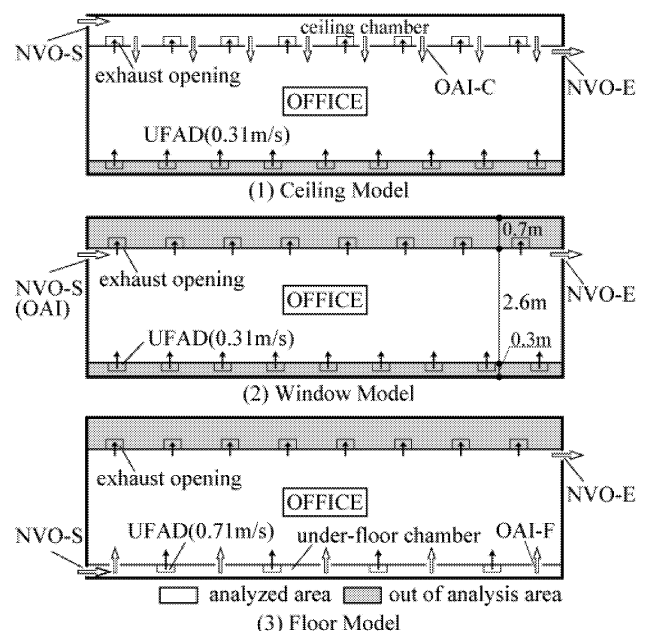 ceiling chamber
NVO-S
exhaust opening
OAI-C
NVO-E
OFFICE
UFAD(0.31m/s)
(1) Ceiling Model
0.7m
NVO-S
(OAI)
exhaust opening
NVO-E
OFFICE
2.6m
UFAD(0.31m/s)
0.3m
(2) Window Model
exhaust opening
NVO-E
OFFICE
NVO-S
UFAD(0.71m/s)
under-floor chamber
OAI-F
analyzed area
out of analysis area
(3) Floor Model